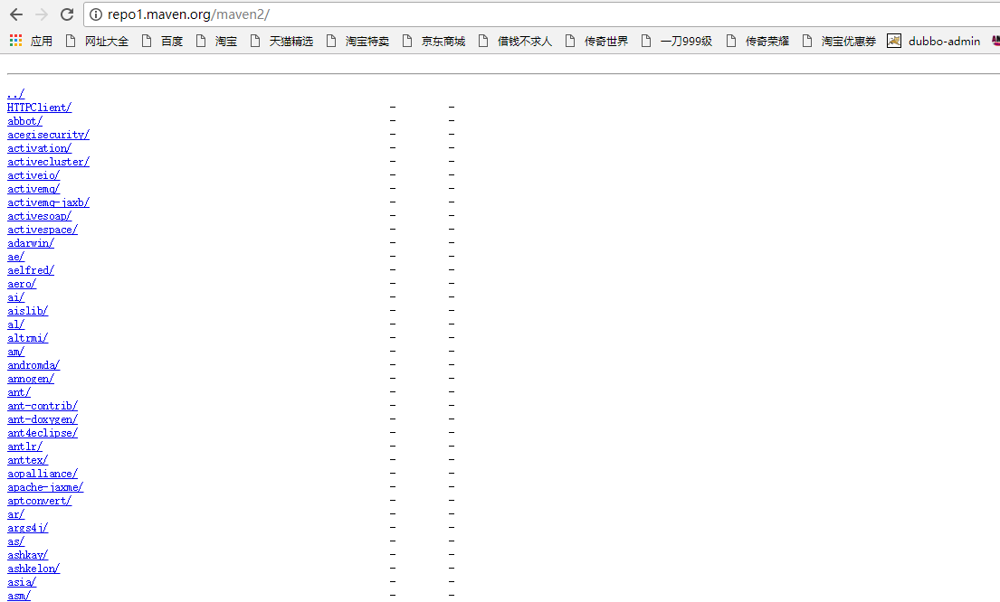 repo1.maven.org/maven2/
应用 网址大全 百度 淘宝 天猫精选 淘宝特卖 京东商城 借钱不求人 传奇世界 一刀999级 传奇荣耀 淘宝优惠券 dubbo-admin
../
HTTPClient/ - -
abbot/ - -
acegisecurity/ - -
activation/ - -
activecluster/ - -
activeio/ - -
activemq/ - -
activemq-jaxb/ - -
activesoap/ - -
activespace/ - -
adarwin/ - -
ae/ - -
aelfred/ - -
aero/ - -
ai/ - -
aislib/ - -
al/ - -
altrmi/ - -
am/ - -
andromda/ - -
annogen/ - -
ant/ - -
ant-contrib/ - -
ant-doxygen/ - -
ant4eclipse/ - -
antlr/ - -
anttex/ - -
aopalliance/ - -
apache-jaxme/ - -
aptconvert/ - -
ar/ - -
args4j/ - -
as/ - -
ashkay/ - -
ashkelon/ - -
asia/ - -
asm/ - -